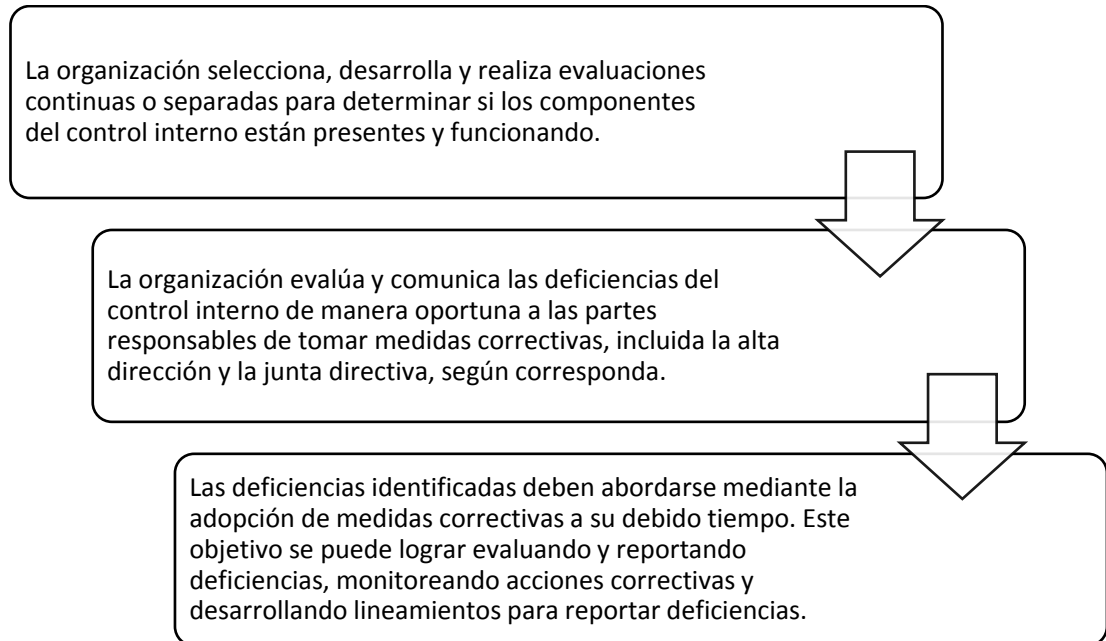 La organización selecciona, desarrolla y realiza evaluaciones
continuas o separadas para determinar si los componentes
del control interno están presentes y funcionando.
La organización evalúa y comunica las deficiencias del
control interno de manera oportuna a las partes
responsables de tomar medidas correctivas, incluida la alta
dirección y la junta directiva, según corresponda.
Las deficiencias identificadas deben abordarse mediante la
adopción de medidas correctivas a su debido tiempo. Este
objetivo se puede lograr evaluando y reportando
deficiencias, monitoreando acciones correctivas y
desarrollando lineamientos para reportar deficiencias.